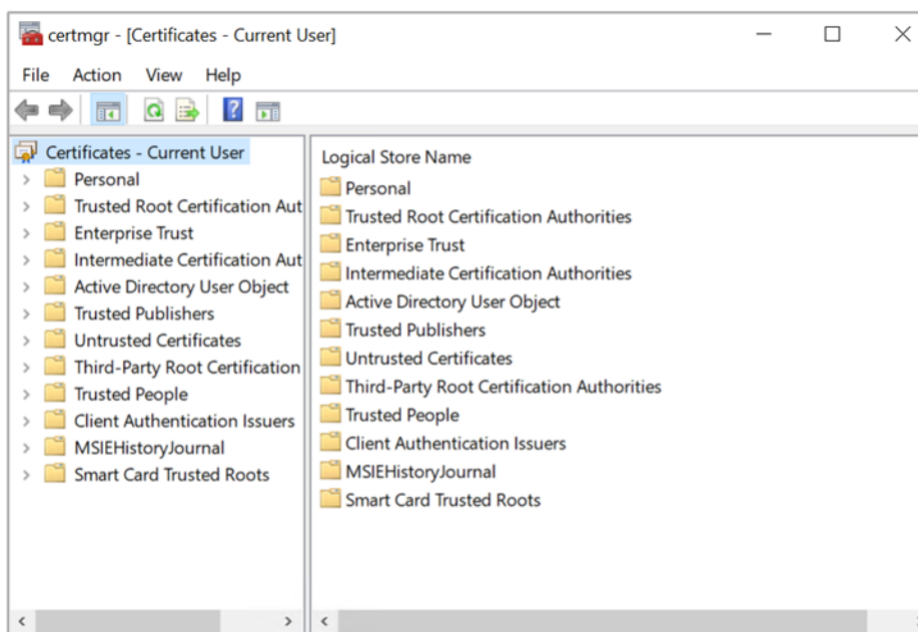 certmgr - [Certificates - Current User]
File Action View Help
Certificates - Current User
Personal
Trusted Root Certification Aut
Enterprise Trust
Intermediate Certification Aut
Active Directory User Object
Trusted Publishers
Untrusted Certificates
Third-Party Root Certification
Trusted People
Client Authentication Issuers
MSIEHistoryJournal
Smart Card Trusted Roots
Logical Store Name
Personal
Trusted Root Certification Authorities
Enterprise Trust
Intermediate Certification Authorities
Active Directory User Object
Trusted Publishers
Untrusted Certificates
Third-Party Root Certification Authorities
Trusted People
Client Authentication Issuers
MSIEHistoryJournal
Smart Card Trusted Roots